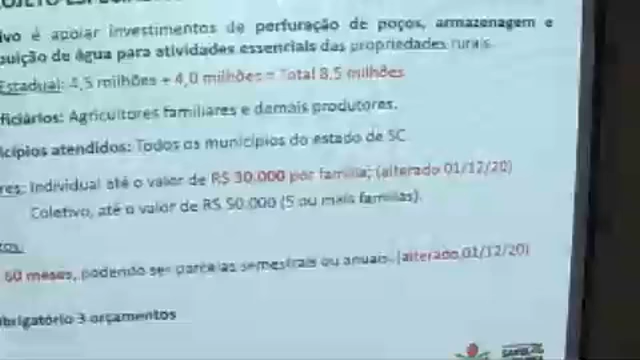 ivo é apoiar investimentos de perfuração de poços, armazenagem e
buição de água para atividades essenciais das propriedades rurais.
Estadual: 4,5 milhões + 4,0 milhões = Total 8,5 milhões
ficiários: Agricultores familiares e demais produtores.
icípios atendidos: Todos os municípios do estado de SC
res: Individual até o valor de R$ 30.000 por família; (alterado 01/12/20)
Coletivo, até o valor de R$ 50.000 (5 ou mais famílias).
60 meses, podendo ser parcelas semestrais ou anuais. (alterado 01/12/20)
brigatório 3 orçamentos